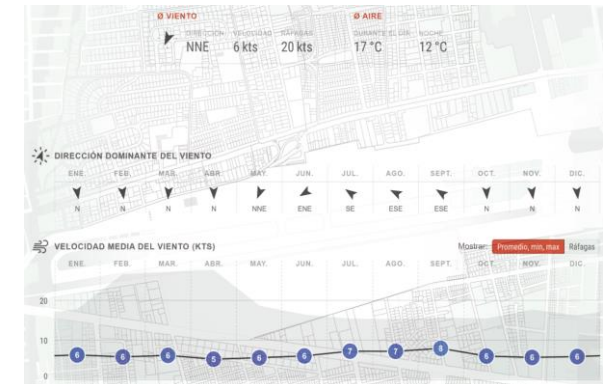 Ø VIENTO Ø AIRE
DIRECCIÓN VELOCIDAD RÁFAGAS DURANTE EL DÍA NOCHE
NNE 6 kts 20 kts 17 °C 12 °C
DIRECCIÓN DOMINANTE DEL VIENTO
ENE. FEB. MAR. ABR. MAY. JUN. JUL. AGO. SEPT. OCT. NOV. DIC.
N N N N NNE ENE SE ESE ESE N N N
VELOCIDAD MEDIA DEL VIENTO (KTS) Mostrar: Promedio, min, max Ráfagas
ENE. FEB. MAR. ABR. MAY. JUN. JUL. AGO. SEPT. OCT. NOV. DIC.
20
10
6 6 6 5 6 6 7 7 8 6 6 6
0